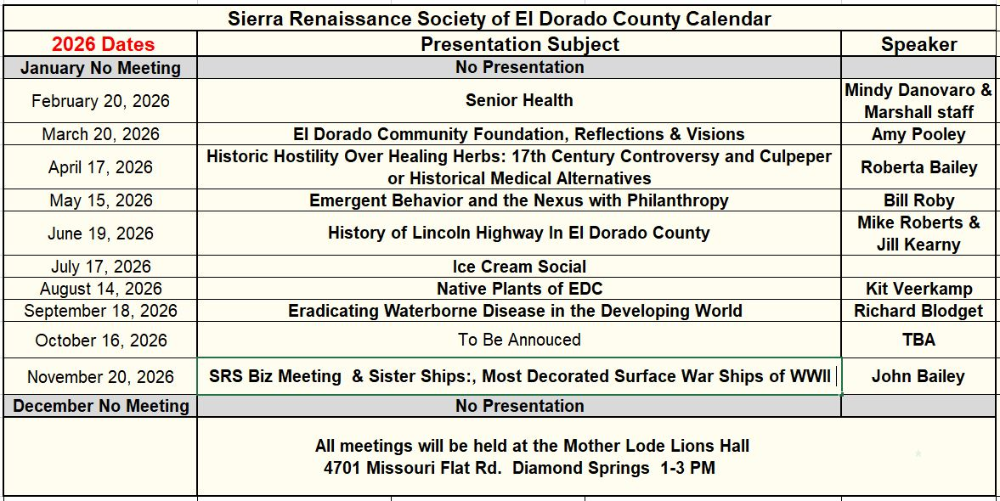 Sierra Renaissance Society of El Dorado County Calendar
2026 Dates Presentation Subject Speaker
January No Meeting No Presentation
February 20, 2026 Senior Health Mindy Danovaro &
Marshall staff
March 20, 2026 El Dorado Community Foundation, Reflections & Visions Amy Pooley
April 17, 2026 Historic Hostility Over Healing Herbs: 17th Century Controversy and Culpeper
or Historical Medical Alternatives Roberta Bailey
May 15, 2026 Emergent Behavior and the Nexus with Philanthropy Bill Roby
June 19, 2026 History of Lincoln Highway In El Dorado County Mike Roberts &
Jill Kearny
July 17, 2026 Ice Cream Social
August 14, 2026 Native Plants of EDC Kit Veerkamp
September 18, 2026 Eradicating Waterborne Disease in the Developing World Richard Blodget
October 16, 2026 To Be Annouced TBA
November 20, 2026 SRS Biz Meeting  & Sister Ships:, Most Decorated Surface War Ships of WWII John Bailey
December No Meeting No Presentation
All meetings will be held at the Mother Lode Lions Hall
4701 Missouri Flat Rd.  Diamond Springs  1-3 PM
*